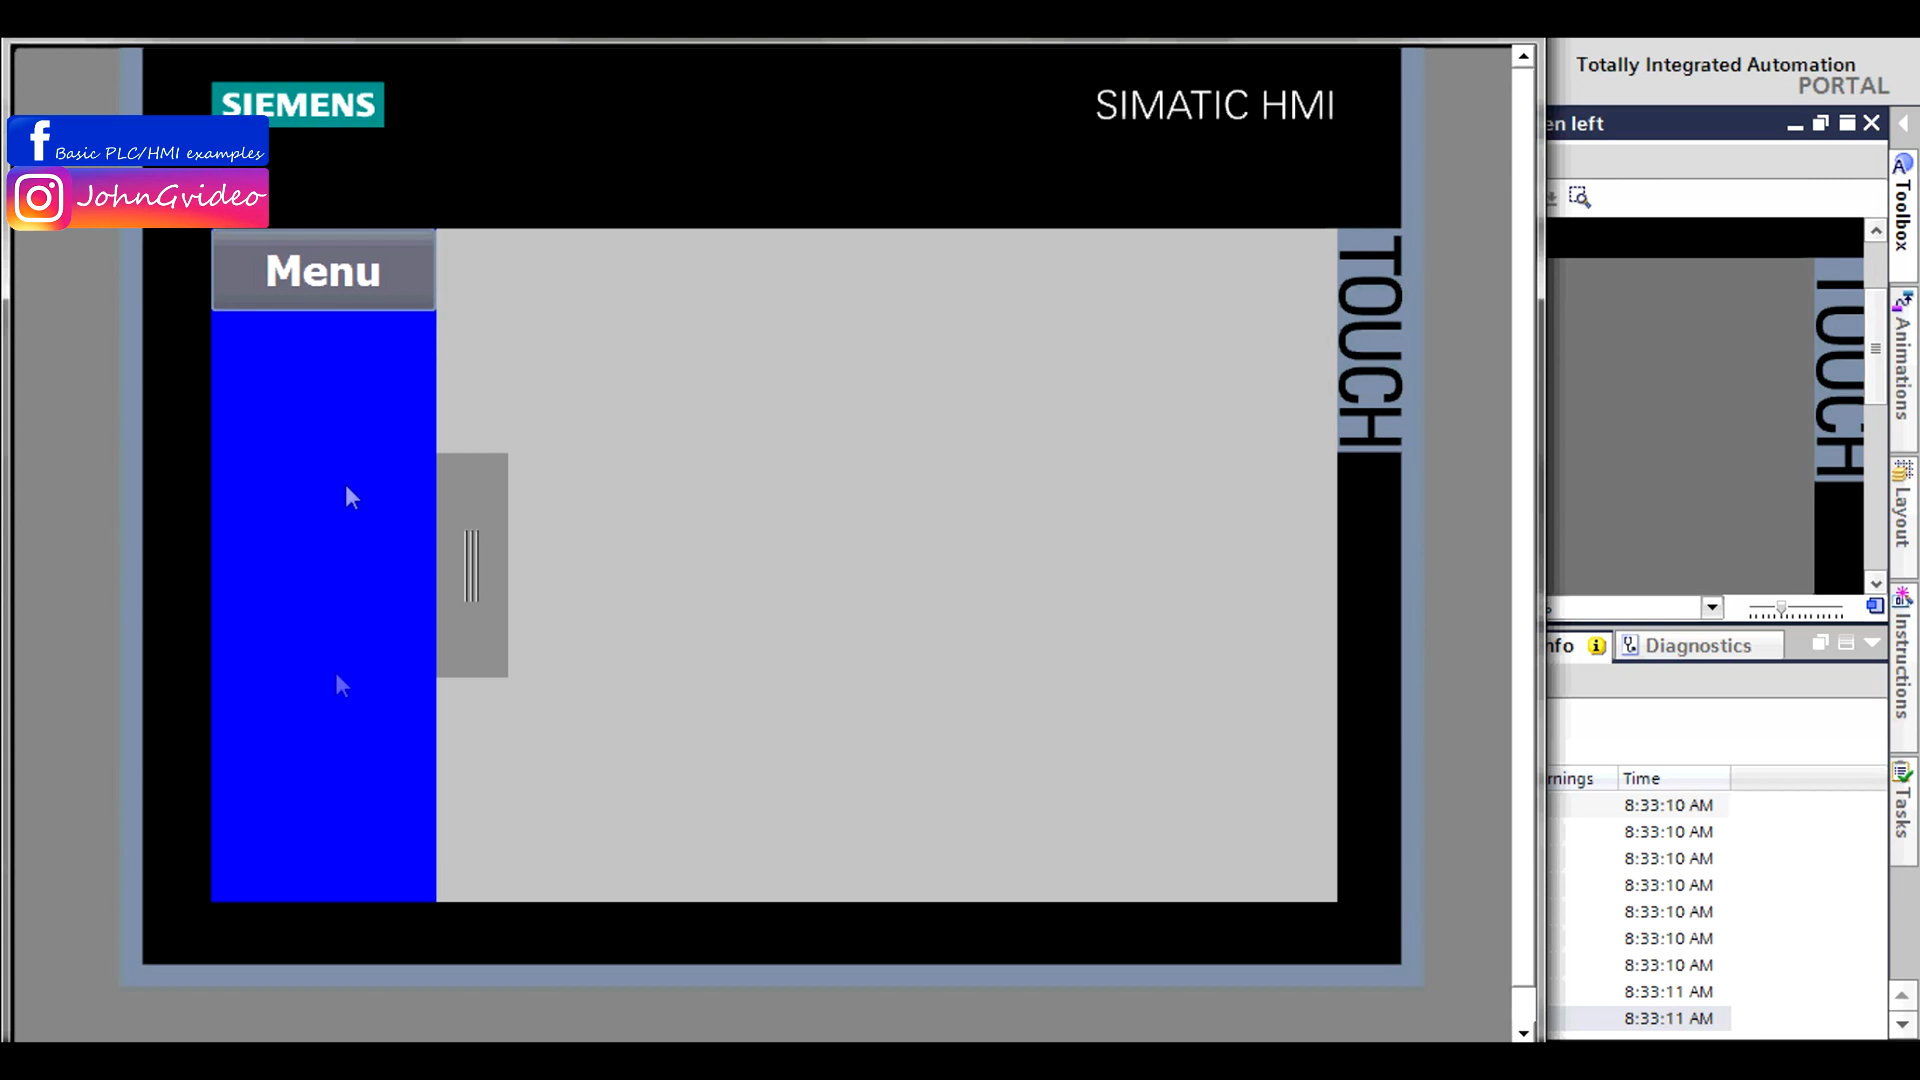 SIEMENS
SIMATIC HMI
Totally Integrated Automation
PORTAL
Basic PLC/HMI examples
JohnGvideo
en left
Menu
TOUCH
TOUCH
Toolbox
Animations
Layout
Instructions
Tasks
nfo
Diagnostics
rnings
Time
8:33:10 AM
8:33:10 AM
8:33:10 AM
8:33:10 AM
8:33:10 AM
8:33:10 AM
8:33:10 AM
8:33:11 AM
8:33:11 AM